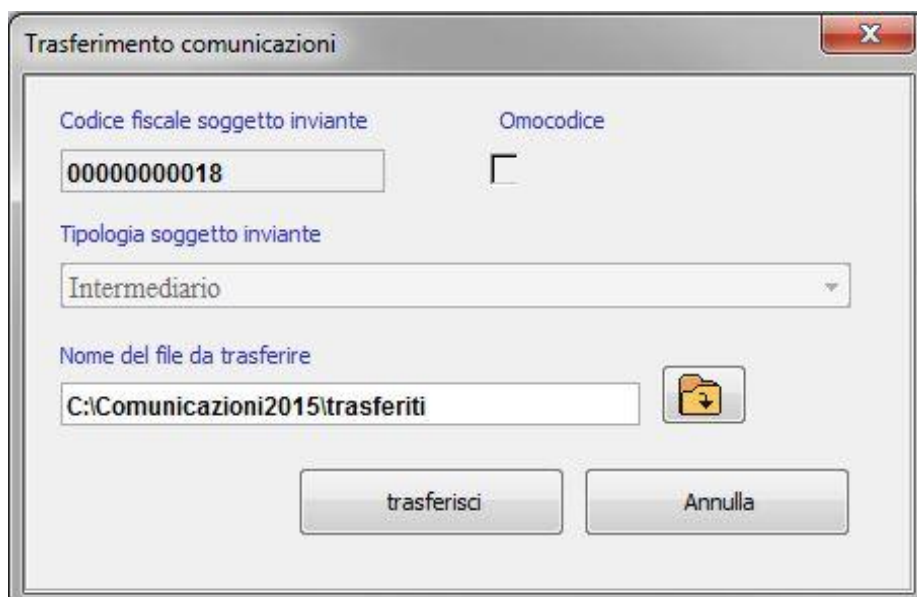 Trasferimento comunicazioni
Codice fiscale soggetto inviante
Omocodice
00000000018
Tipologia soggetto inviante
Intermediario
Nome del file da trasferire
C:\Comunicazioni2015\trasferiti
trasferisci
Annulla